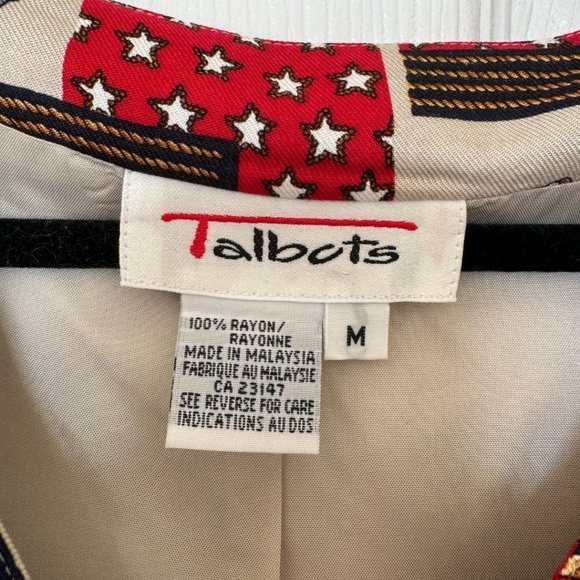 Talbots
100% RAYON/
RAYONNE
MADE IN MALAYSIA
FABRIQUE AU MALAYSIE
CA 23147
SEE REVERSE FOR CARE
INDICATIONS AU DOS
M